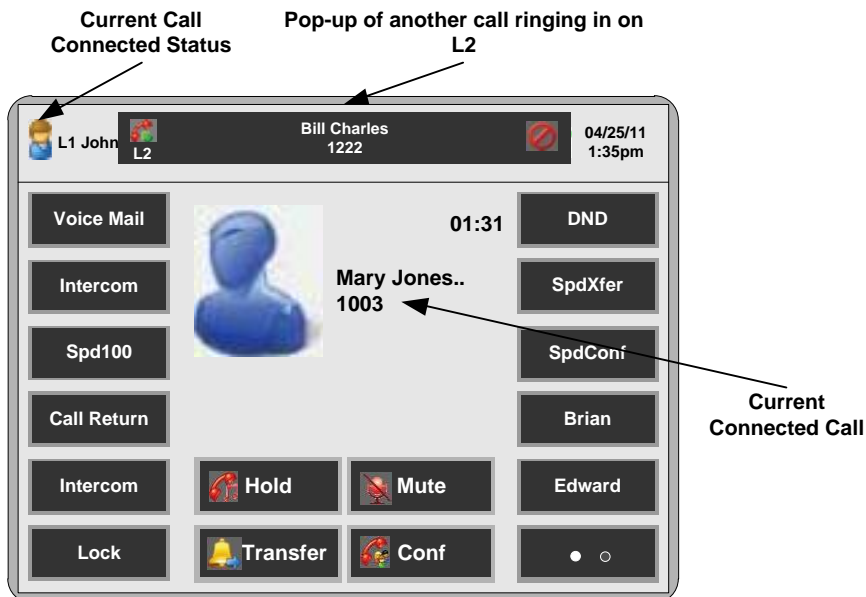 Current Call
Connected Status
Pop-up of another call ringing in on
L2
L1 John
L2
Bill Charles
1222
04/25/11
1:35pm
Voice Mail
01:31
DND
Intercom
Mary Jones..
1003
SpdXfer
Spd100
SpdConf
Current
Connected Call
Call Return
Brian
Intercom
Hold
Mute
Edward
Lock
Transfer
Conf